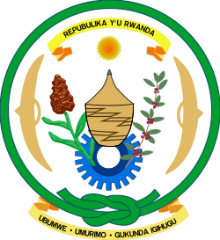 REPUBULIKA Y'U RWANDA
UBUMWE • UMURIMO • GUKUNDA IGIHUGU